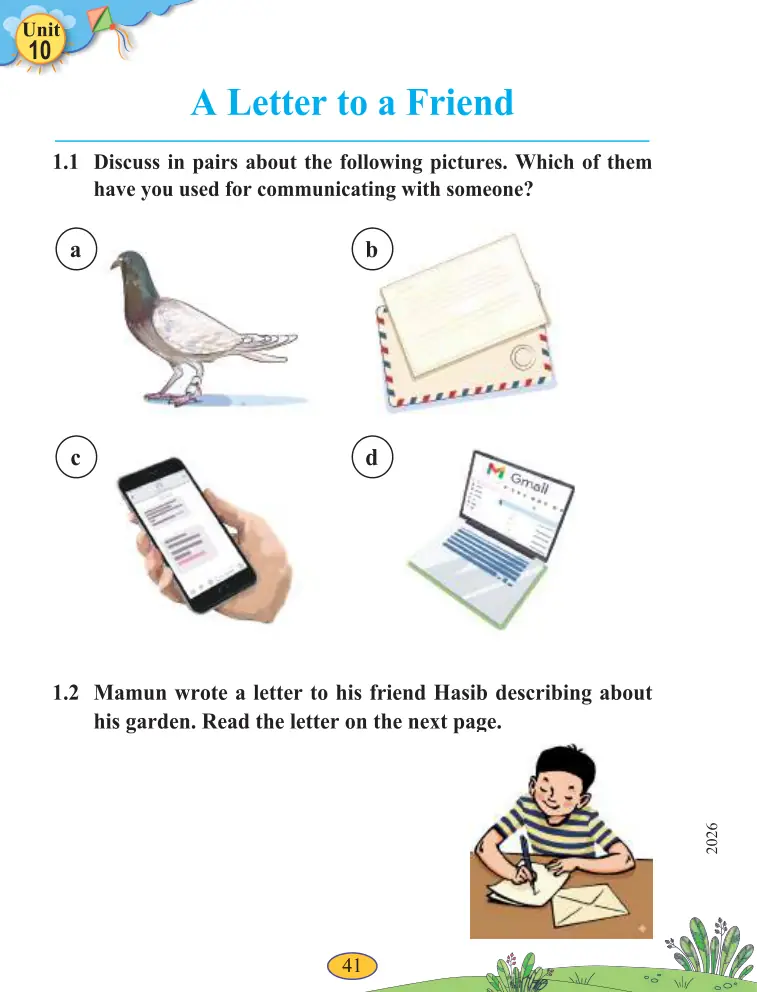 Unit
10
A Letter to a Friend
1.1 Discuss in pairs about the following pictures. Which of them
have you used for communicating with someone?
a
b
c
d
Gmail
1.2 Mamun wrote a letter to his friend Hasib describing about
his garden. Read the letter on the next page.
2026
41